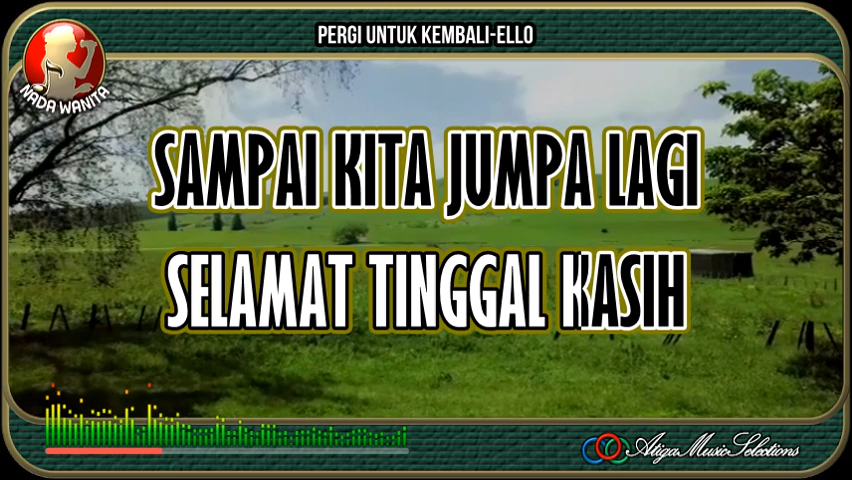 PERGI UNTUK KEMBALI-ELLO
NADA WANITA
SAMPAI KITA JUMPA LAGI
SELAMAT TINGGAL KASIH
AtigaMusicSelections